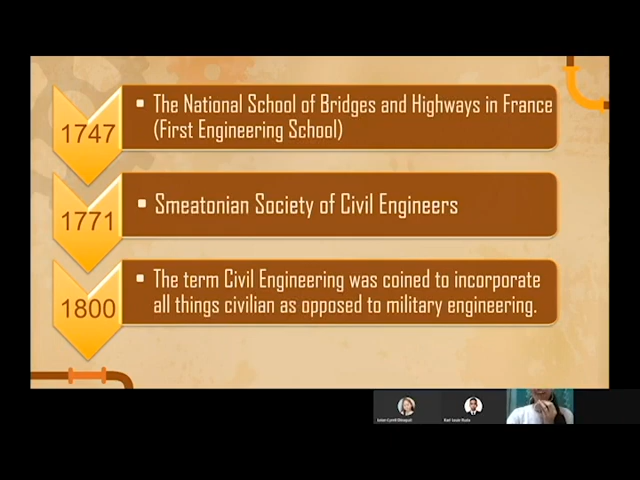 1747
▪ The National School of Bridges and Highways in France
(First Engineering School)
1771
▪ Smeatonian Society of Civil Engineers
1800
▪ The term Civil Engineering was coined to incorporate
all things civilian as opposed to military engineering.